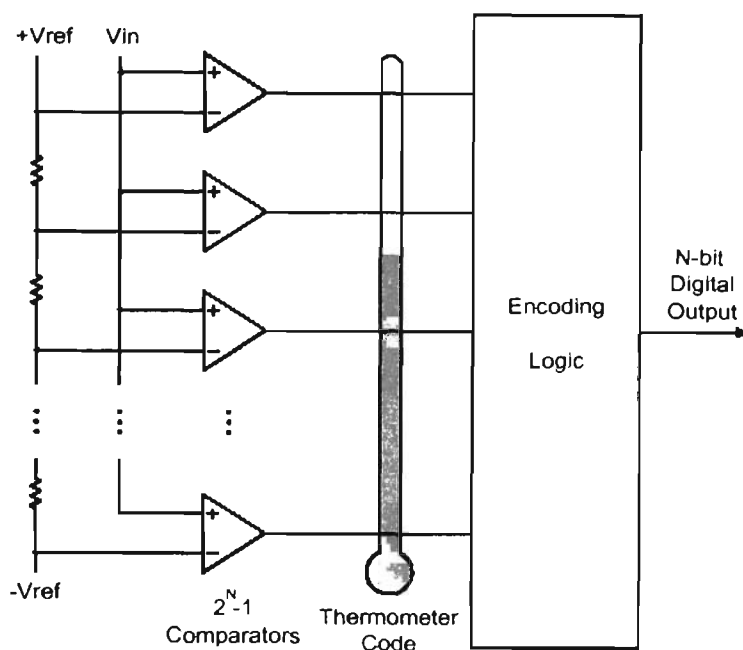 +Vref
Vin
+
−
+
−
+
−
...
...
...
+
−
-Vref
2^N-1
Comparators
Thermometer
Code
Encoding
Logic
N-bit
Digital
Output